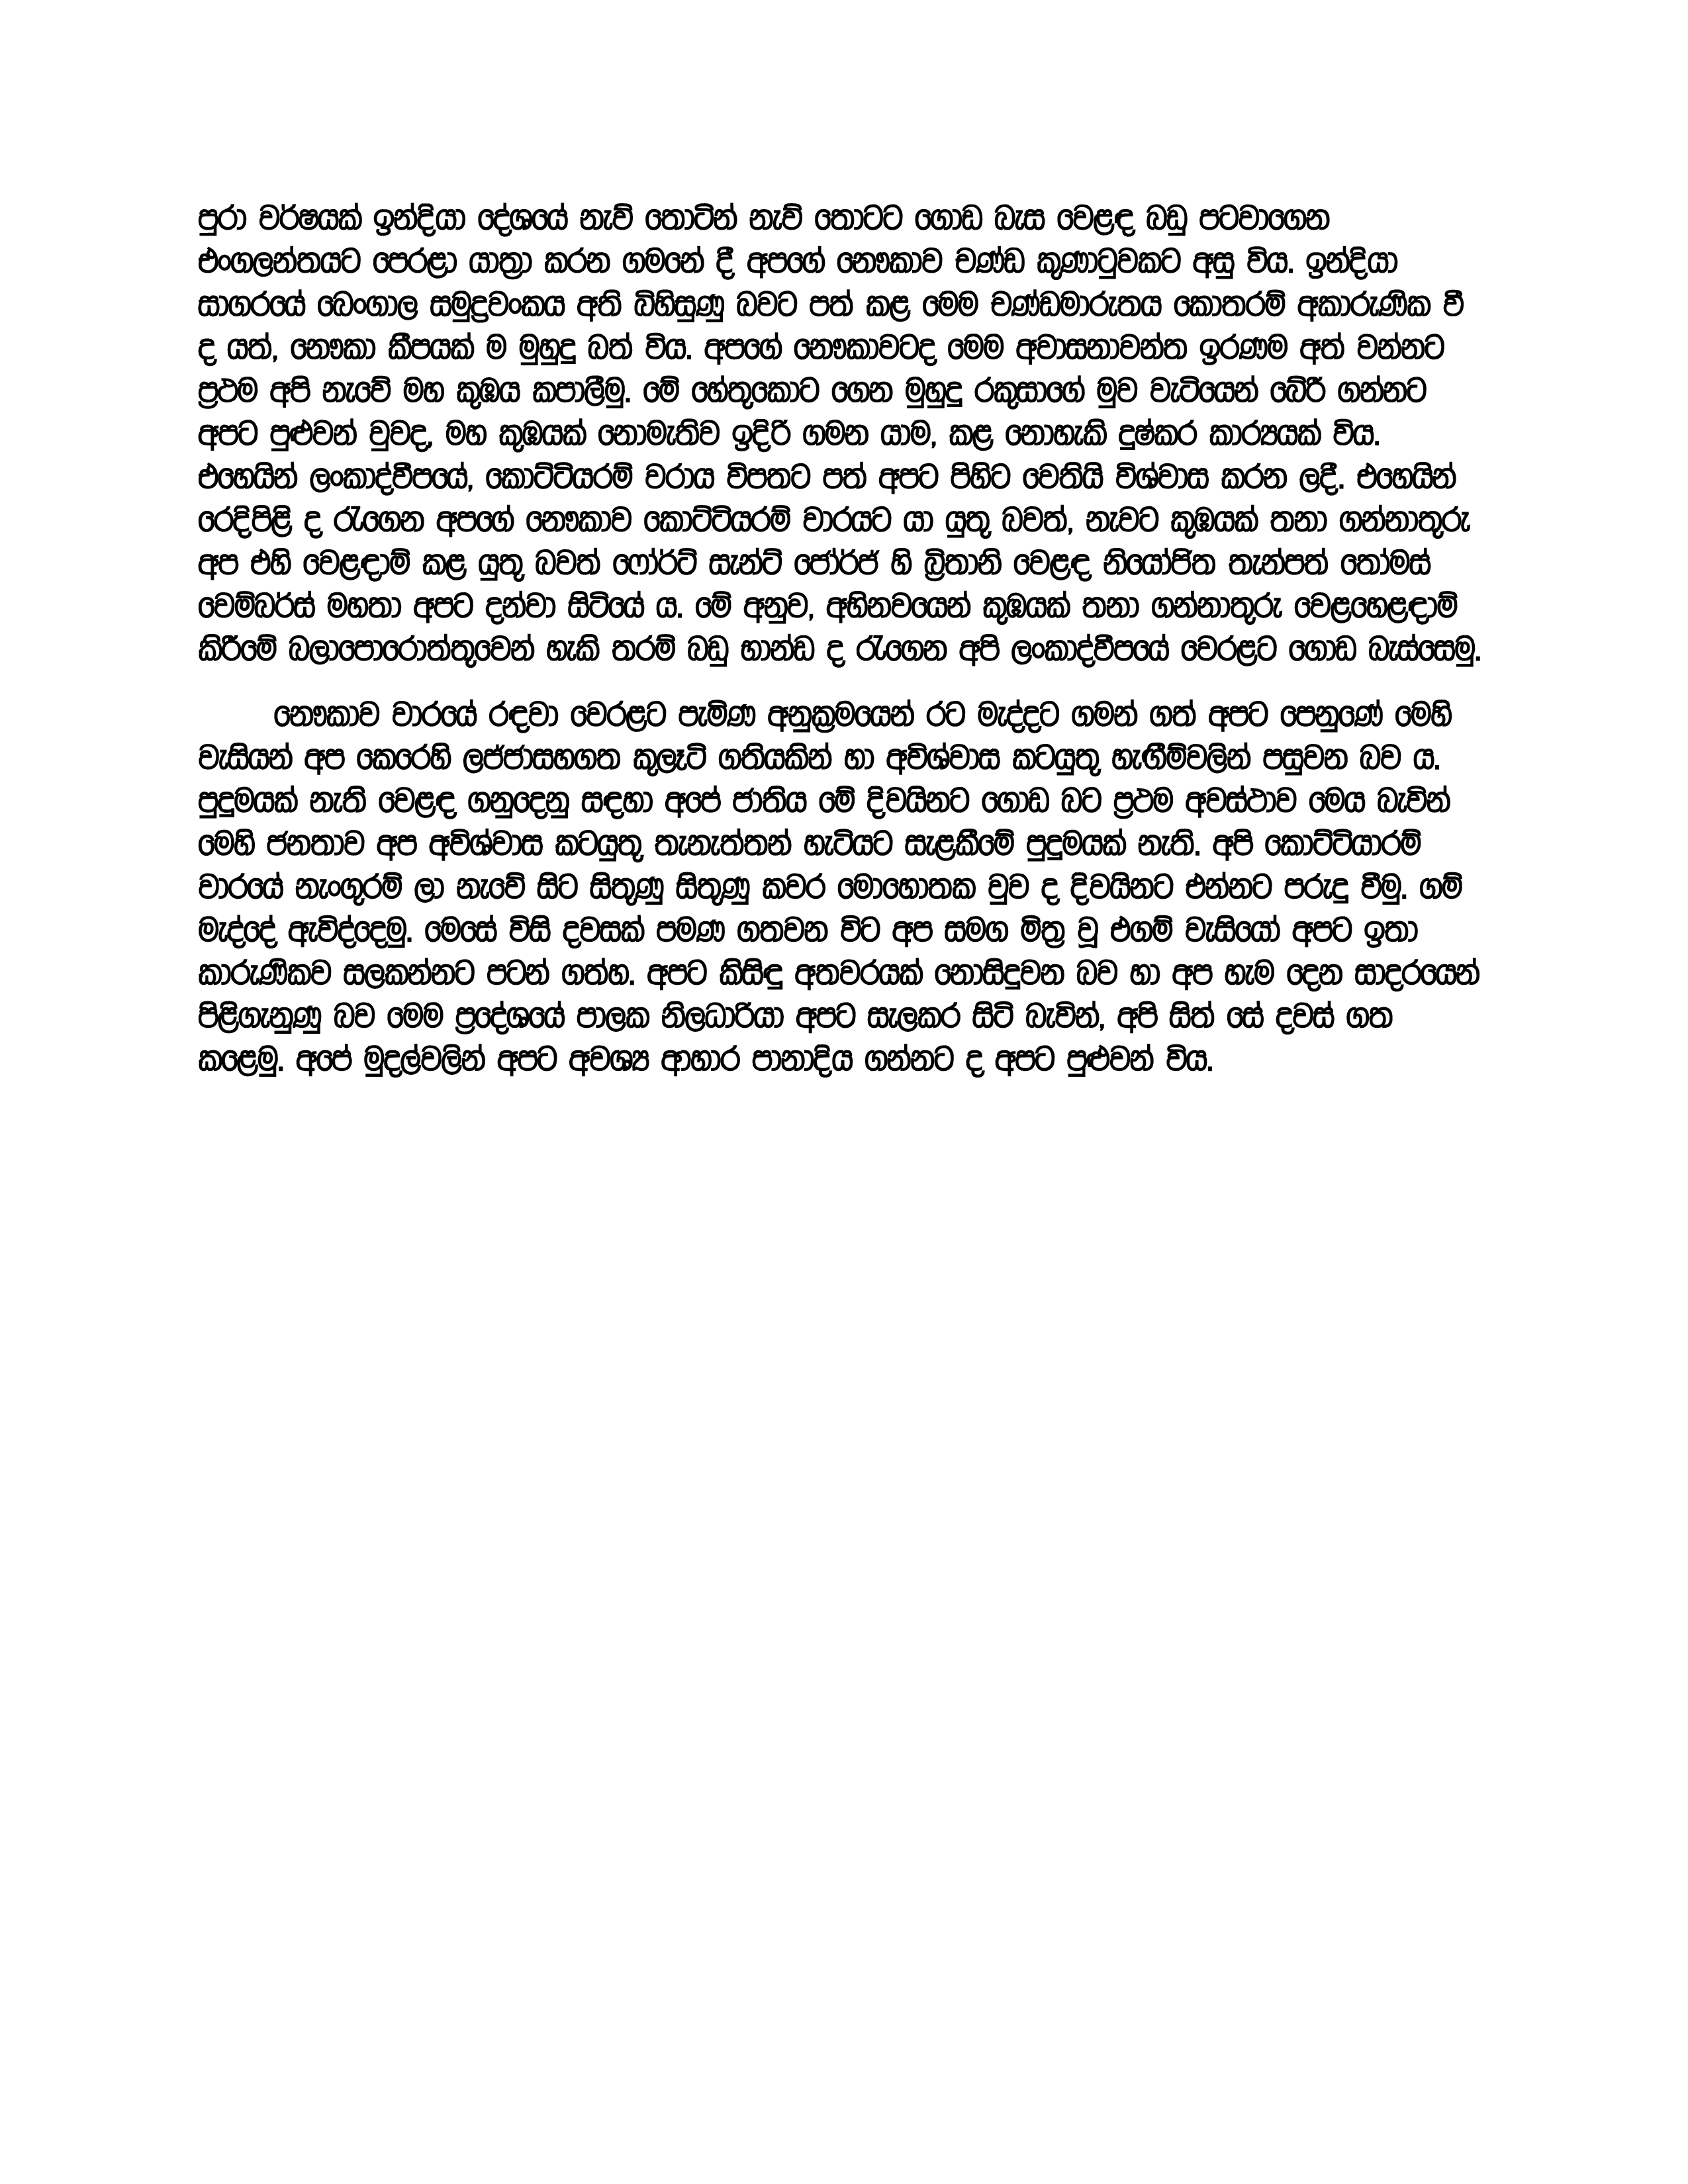 පුරා වර්ෂයක් ඉන්දියා දේශයේ නැව් තොටින් නැව් තොටට ගොඩ බැස වෙළඳ බඩු පටවාගෙන
එංගලන්තයට පෙරළා යාත්‍රා කරන ගමනේ දී අපගේ නෞකාව චණ්ඩ කුණාටුවකට අසු විය. ඉන්දියා
සාගරයේ බෙංගාල සමුද්‍රවංකය අති බිහිසුණු බවට පත් කළ මෙම චණ්ඩමාරුතය කොතරම් අකාරුණික වී
ද යත්, නෞකා කීපයක් ම මුහුදු බත් විය. අපගේ නෞකාවටද මෙම අවාසනාවන්ත ඉරණම අත් වන්නට
ප්‍රථම අපි නැවේ මහ කුඹය කපාලීමු. මේ හේතුකොට ගෙන මුහුදු රකුසාගේ මුව වැටියෙන් බේරී ගන්නට
අපට පුළුවන් වුවද, මහ කුඹයක් නොමැතිව ඉදිරි ගමන යාම, කළ නොහැකි දුෂ්කර කාර්‍යයක් විය.
එහෙයින් ලංකාද්වීපයේ, කොට්ටියරම් වරාය විපතට පත් අපට පිහිට වෙතියි විශ්වාස කරන ලදී. එහෙයින්
රෙදිපිළි ද රැගෙන අපගේ නෞකාව කොට්ටියරම් වාරයට යා යුතු බවත්, නැවට කුඹයක් තනා ගන්නාතුරු
අප එහි වෙළඳාම් කළ යුතු බවත් ෆෝර්ට් සැන්ට් ජෝර්ජ් හි බ්‍රිතානි වෙළඳ නියෝජිත තැන්පත් තෝමස්
වෙම්බර්ස් මහතා අපට දන්වා සිටියේ ය. මේ අනුව, අභිනවයෙන් කුඹයක් තනා ගන්නාතුරු වෙළහෙළඳාම්
කිරීමේ බලාපොරොත්තුවෙන් හැකි තරම් බඩු භාන්ඩ ද රැගෙන අපි ලංකාද්වීපයේ වෙරළට ගොඩ බැස්සෙමු.
නෞකාව වාරයේ රඳවා වෙරළට පැමිණ අනුක්‍රමයෙන් රට මැද්දට ගමන් ගත් අපට පෙනුණේ මෙහි
වැසියන් අප කෙරෙහි ලජ්ජාසහගත කුලෑටි ගතියකින් හා අවිශ්වාස කටයුතු හැඟීම්වලින් පසුවන බව ය.
පුදුමයක් නැති වෙළඳ ගනුදෙනු සඳහා අපේ ජාතිය මේ දිවයිනට ගොඩ බට ප්‍රථම අවස්ථාව මෙය බැවින්
මෙහි ජනතාව අප අවිශ්වාස කටයුතු තැනැත්තන් හැටියට සැළකීමේ පුදුමයක් නැති. අපි කොට්ටියාරම්
වාරයේ නැංගුරම් ලා නැවේ සිට සිතුණු සිතුණු කවර මොහොතක වුව ද දිවයිනට එන්නට පරුදු වීමු. ගම්
මැද්දේ ඇවිද්දෙමු. මෙසේ විසි දවසක් පමණ ගතවන විට අප සමග මිත්‍ර වූ එගම් වැසියෝ අපට ඉතා
කාරුණිකව සලකන්නට පටන් ගත්හ. අපට කිසිඳු අතවරයක් නොසිදුවන බව හා අප හැම දෙන සාදරයෙන්
පිළිගැනුණු බව මෙම ප්‍රදේශයේ පාලක නිලධාරියා අපට සැලකර සිටි බැවින්, අපි සිත් සේ දවස් ගත
කළෙමු. අපේ මුදල්වලින් අපට අවශ්‍ය ආහාර පානාදිය ගන්නට ද අපට පුළුවන් විය.